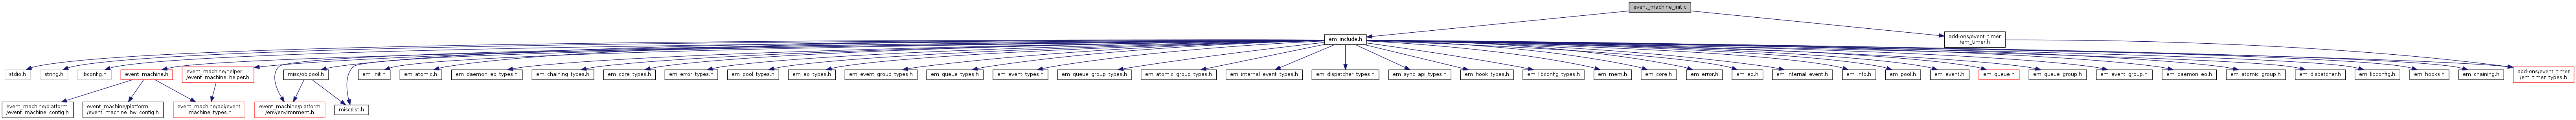 event_machine_init.c
em_include.h
add-ons/event_timer
/em_timer.h
stdio.h
string.h
libconfig.h
event_machine.h
event_machine/helper
/event_machine_helper.h
misc/objpool.h
em_init.h
em_atomic.h
em_daemon_eo_types.h
em_chaining_types.h
em_core_types.h
em_error_types.h
em_pool_types.h
em_eo_types.h
em_event_group_types.h
em_queue_types.h
em_event_types.h
em_queue_group_types.h
em_atomic_group_types.h
em_internal_event_types.h
em_dispatcher_types.h
em_sync_api_types.h
em_hook_types.h
em_libconfig_types.h
em_mem.h
em_core.h
em_error.h
em_eo.h
em_internal_event.h
em_info.h
em_pool.h
em_event.h
em_queue.h
em_queue_group.h
em_event_group.h
em_daemon_eo.h
em_atomic_group.h
em_dispatcher.h
em_libconfig.h
em_hooks.h
em_chaining.h
add-ons/event_timer
/em_timer_types.h
event_machine/platform
/event_machine_config.h
event_machine/platform
/event_machine_hw_config.h
event_machine/api/event
_machine_types.h
event_machine/platform
/env/environment.h
misc/list.h